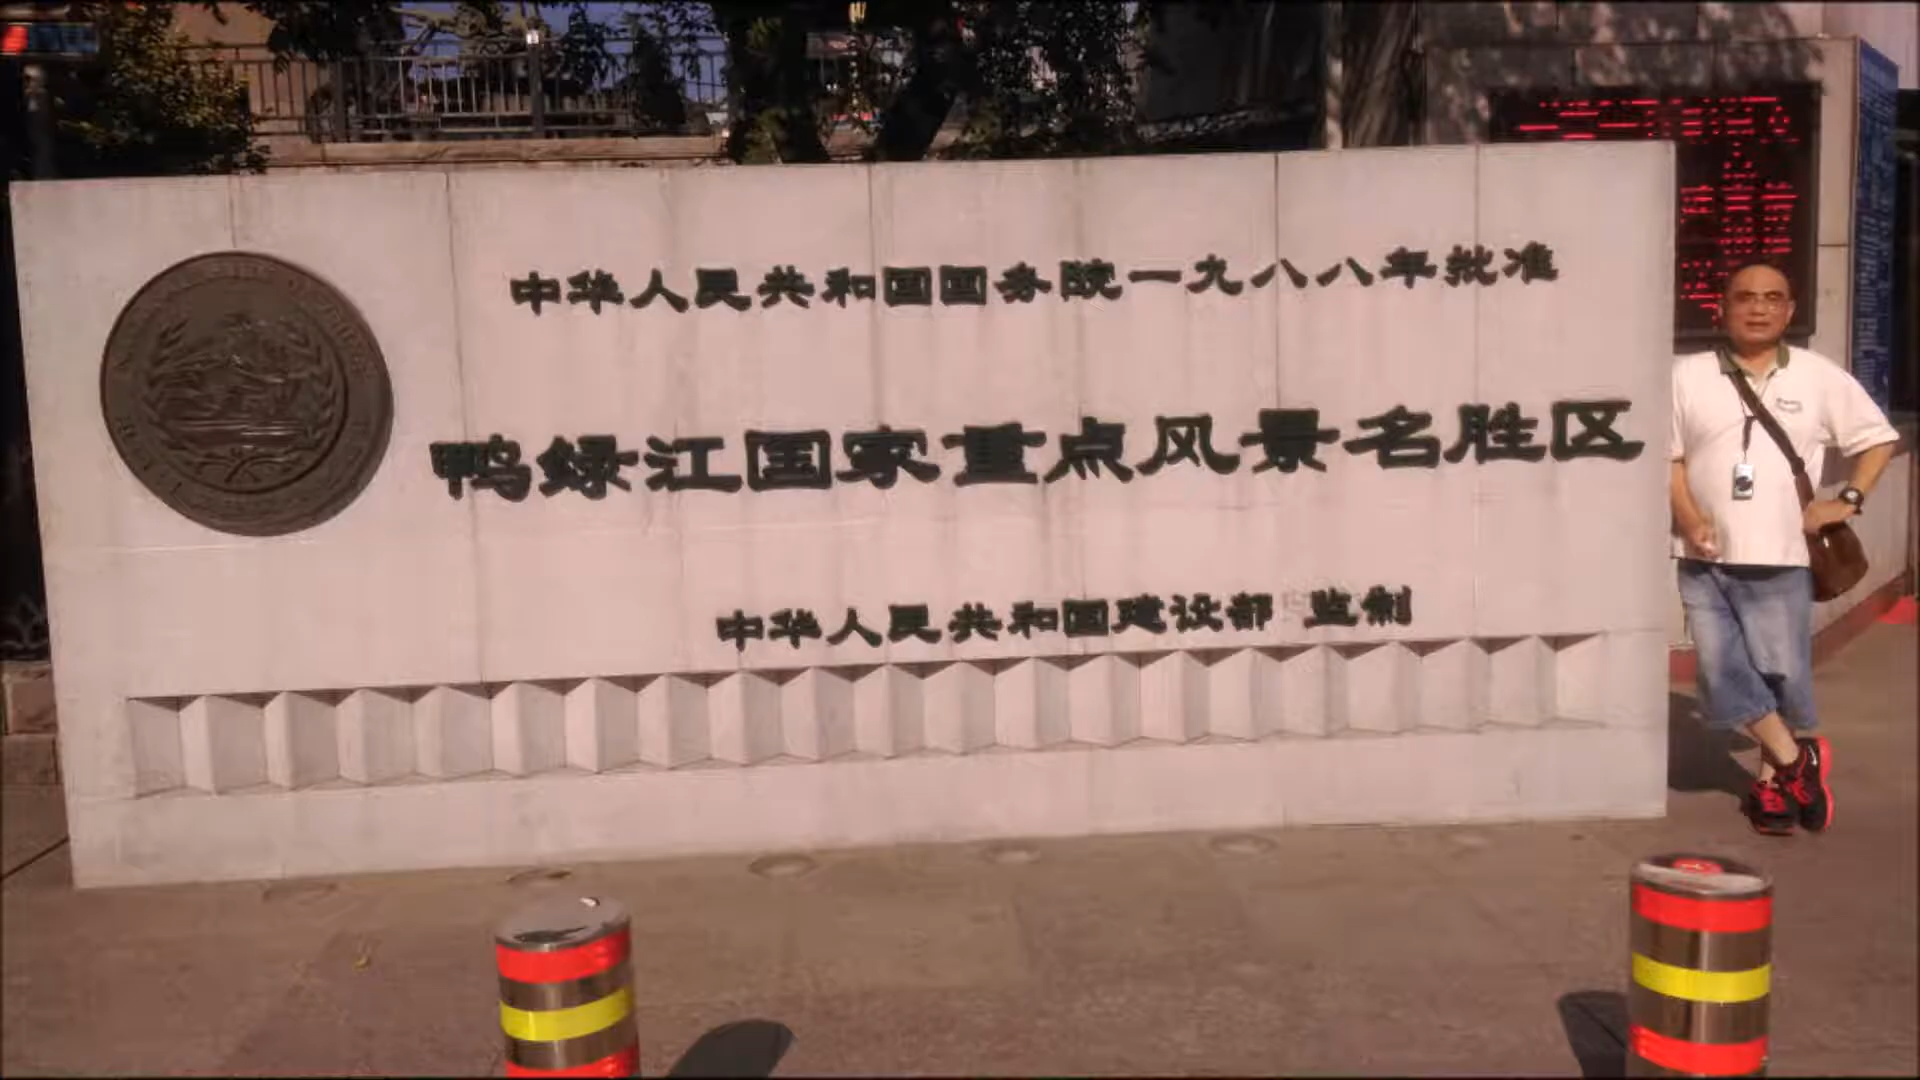 中华人民共和国国务院一九八八年批准
鸭绿江国家重点风景名胜区
中华人民共和国建设部 监制